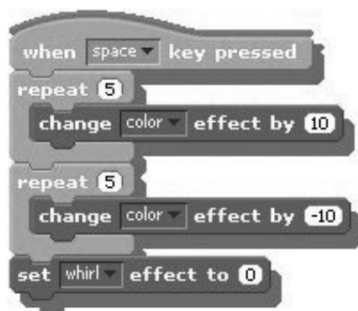 when space key pressed
repeat 5
change color effect by 10
repeat 5
change color effect by -10
set whirl effect to 0